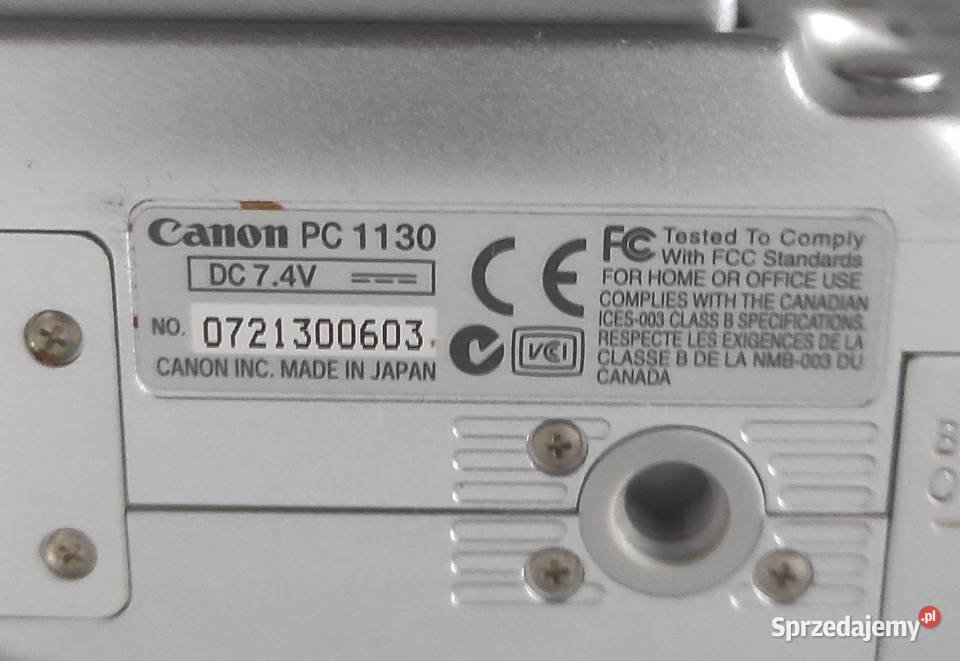 Canon PC 1130
DC 7.4V
NO. 0721300603
CANON INC. MADE IN JAPAN
CE
FC Tested To Comply
With FCC Standards
FOR HOME OR OFFICE USE
COMPLIES WITH THE CANADIAN
ICES-003 CLASS B SPECIFICATIONS.
RESPECTE LES EXIGENCES DE LA
CLASSE B DE LA NMB-003 DU
CANADA
VCI
Sprzedajemy.pl